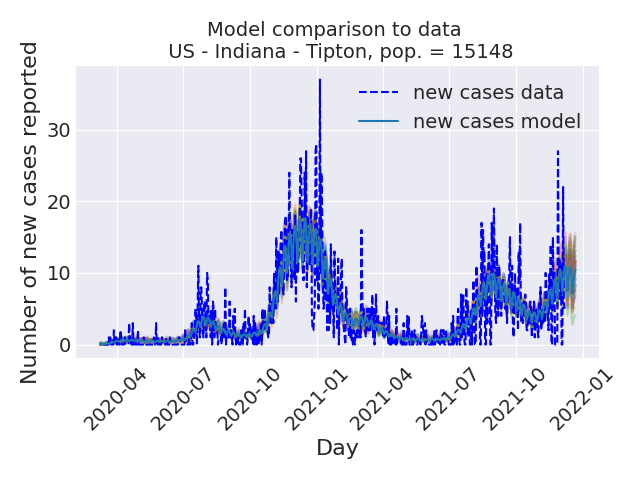 Model comparison to data
US - Indiana - Tipton, pop. = 15148
Number of new cases reported
new cases data
new cases model
30
20
10
0
2020-04
2020-07
2020-10
2021-01
2021-04
2021-07
2021-10
2022-01
Day